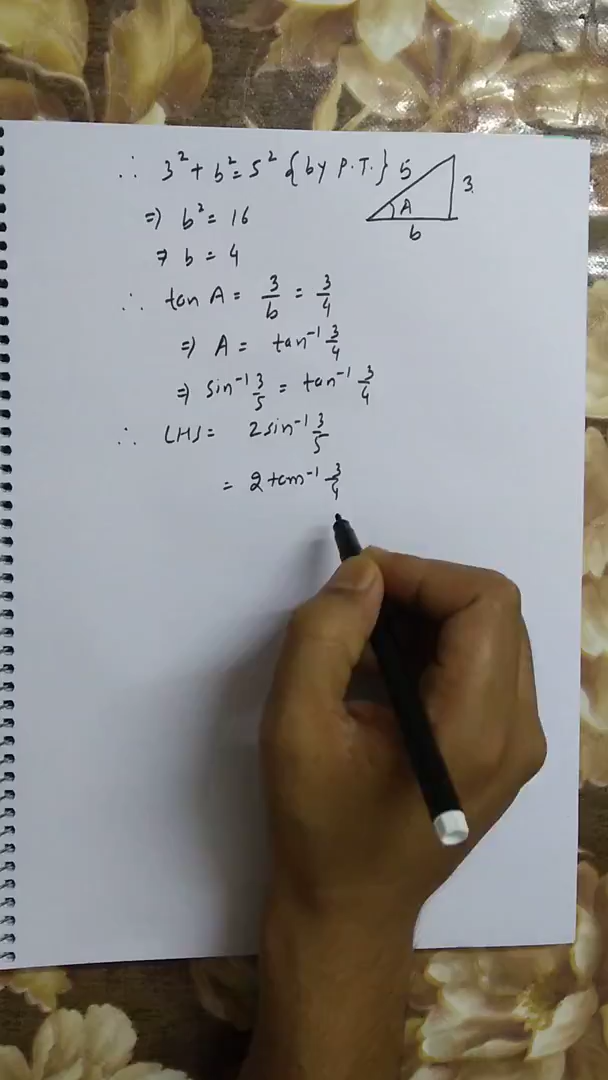 ∴ 3² + b² = 5² {by P.T.}
5
3
A
b
⇒ b² = 16
⇒ b = 4
∴ tan A = 3/b = 3/4
⇒ A = tan⁻¹ 3/4
⇒ sin⁻¹ 3/5 = tan⁻¹ 3/4
∴ LHS = 2 sin⁻¹ 3/5
= 2 tan⁻¹ 3/4